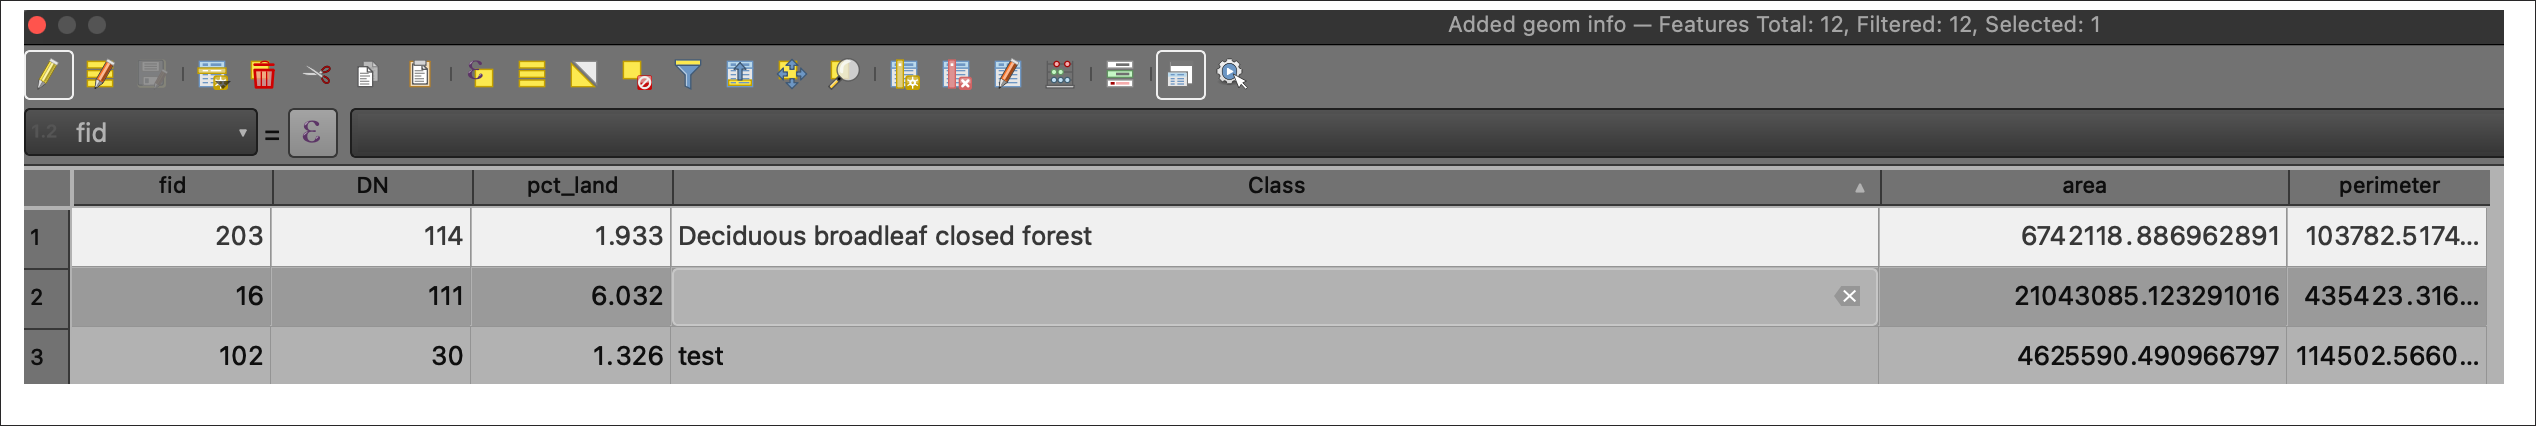 Added geom info — Features Total: 12, Filtered: 12, Selected: 1
1.2 fid = ε
fid DN pct_land Class area perimeter
1 203 114 1.933 Deciduous broadleaf closed forest 6742118.886962891 103782.5174...
2 16 111 6.032 21043085.123291016 435423.316...
3 102 30 1.326 test 4625590.490966797 114502.5660...